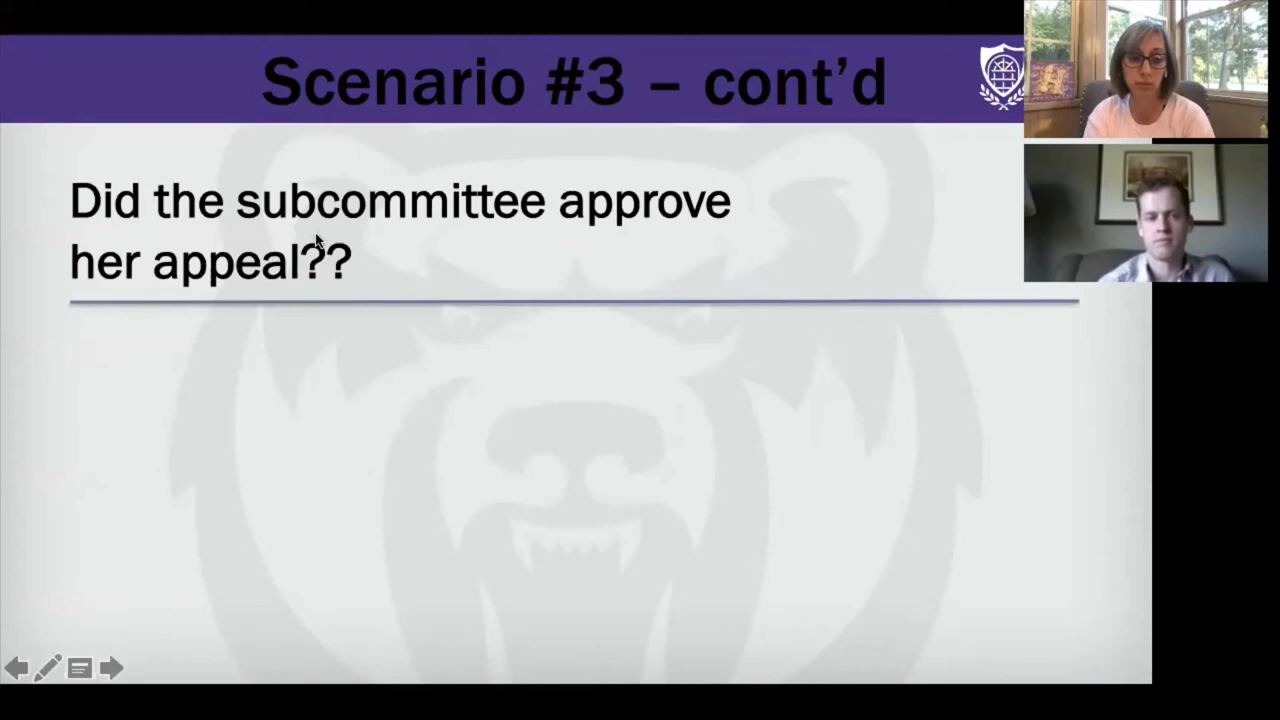 Scenario #3 – cont’d
Did the subcommittee approve
her appeal??